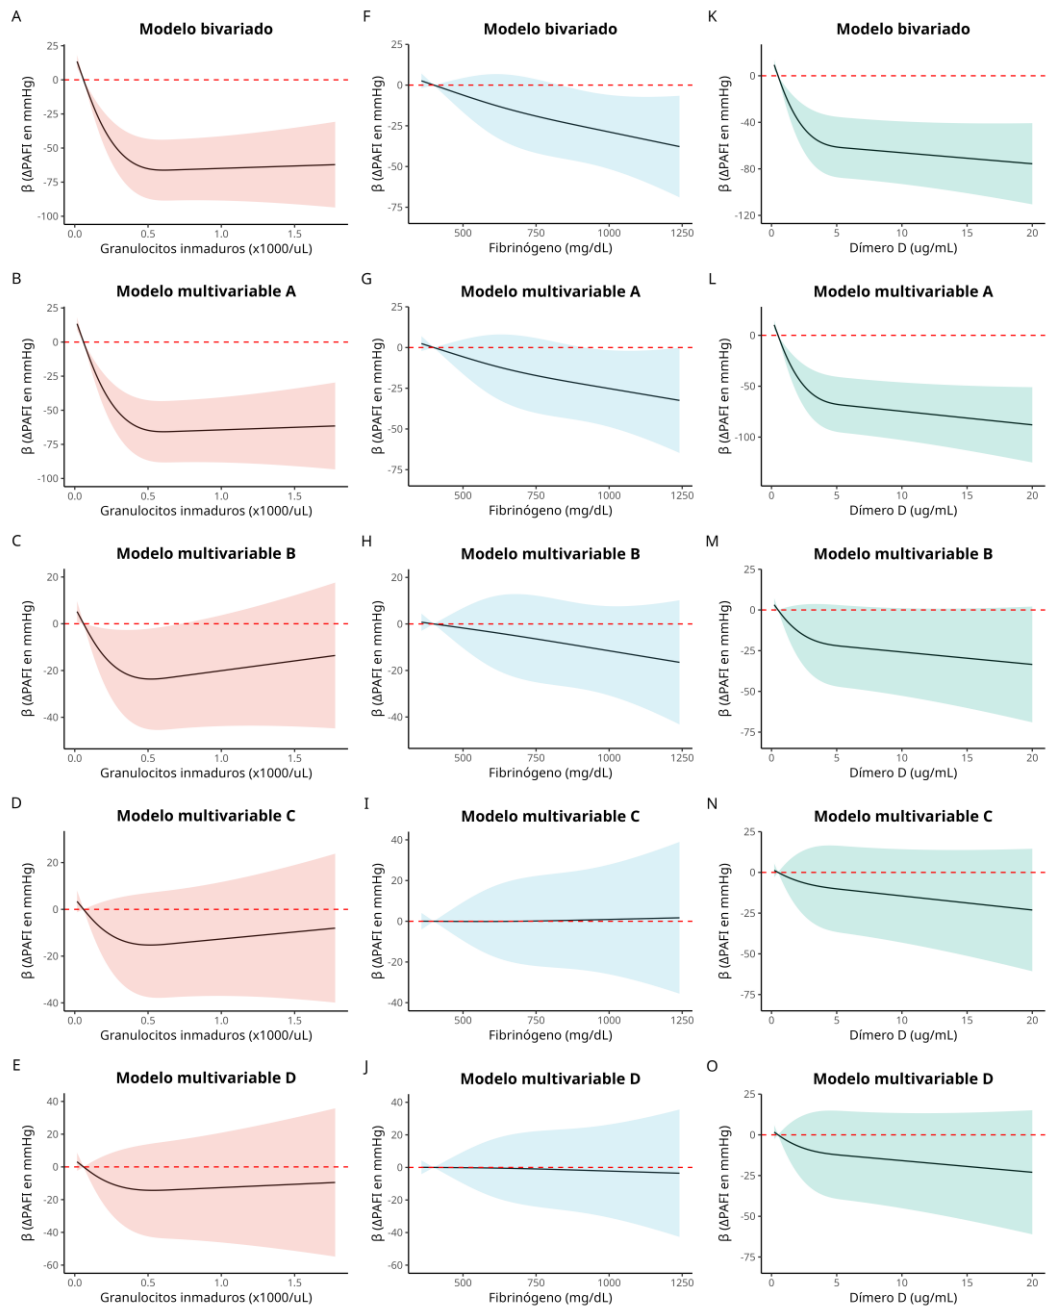 A
Modelo bivariado
β (ΔPAFI en mmHg)
25
0
-25
-50
-75
-100
0.0
0.5
1.0
1.5
Granulocitos inmaduros (x1000/uL)
F
Modelo bivariado
β (ΔPAFI en mmHg)
25
0
-25
-50
-75
500
750
1000
1250
Fibrinógeno (mg/dL)
K
Modelo bivariado
β (ΔPAFI en mmHg)
0
-40
-80
-120
0
5
10
15
20
Dímero D (ug/mL)
B
Modelo multivariable A
β (ΔPAFI en mmHg)
25
0
-25
-50
-75
-100
0.0
0.5
1.0
1.5
Granulocitos inmaduros (x1000/uL)
G
Modelo multivariable A
β (ΔPAFI en mmHg)
25
0
-25
-50
-75
500
750
1000
1250
Fibrinógeno (mg/dL)
L
Modelo multivariable A
β (ΔPAFI en mmHg)
0
-50
-100
0
5
10
15
20
Dímero D (ug/mL)
C
Modelo multivariable B
β (ΔPAFI en mmHg)
20
0
-20
-40
0.0
0.5
1.0
1.5
Granulocitos inmaduros (x1000/uL)
H
Modelo multivariable B
β (ΔPAFI en mmHg)
20
0
-20
-40
500
750
1000
1250
Fibrinógeno (mg/dL)
M
Modelo multivariable B
β (ΔPAFI en mmHg)
25
0
-25
-50
-75
0
5
10
15
20
Dímero D (ug/mL)
D
Modelo multivariable C
β (ΔPAFI en mmHg)
20
0
-20
-40
0.0
0.5
1.0
1.5
Granulocitos inmaduros (x1000/uL)
I
Modelo multivariable C
β (ΔPAFI en mmHg)
40
20
0
-20
-40
500
750
1000
1250
Fibrinógeno (mg/dL)
N
Modelo multivariable C
β (ΔPAFI en mmHg)
25
0
-25
-50
-75
0
5
10
15
20
Dímero D (ug/mL)
E
Modelo multivariable D
β (ΔPAFI en mmHg)
40
20
0
-20
-40
-60
0.0
0.5
1.0
1.5
Granulocitos inmaduros (x1000/uL)
J
Modelo multivariable D
β (ΔPAFI en mmHg)
40
20
0
-20
-40
-60
500
750
1000
1250
Fibrinógeno (mg/dL)
O
Modelo multivariable D
β (ΔPAFI en mmHg)
25
0
-25
-50
-75
0
5
10
15
20
Dímero D (ug/mL)